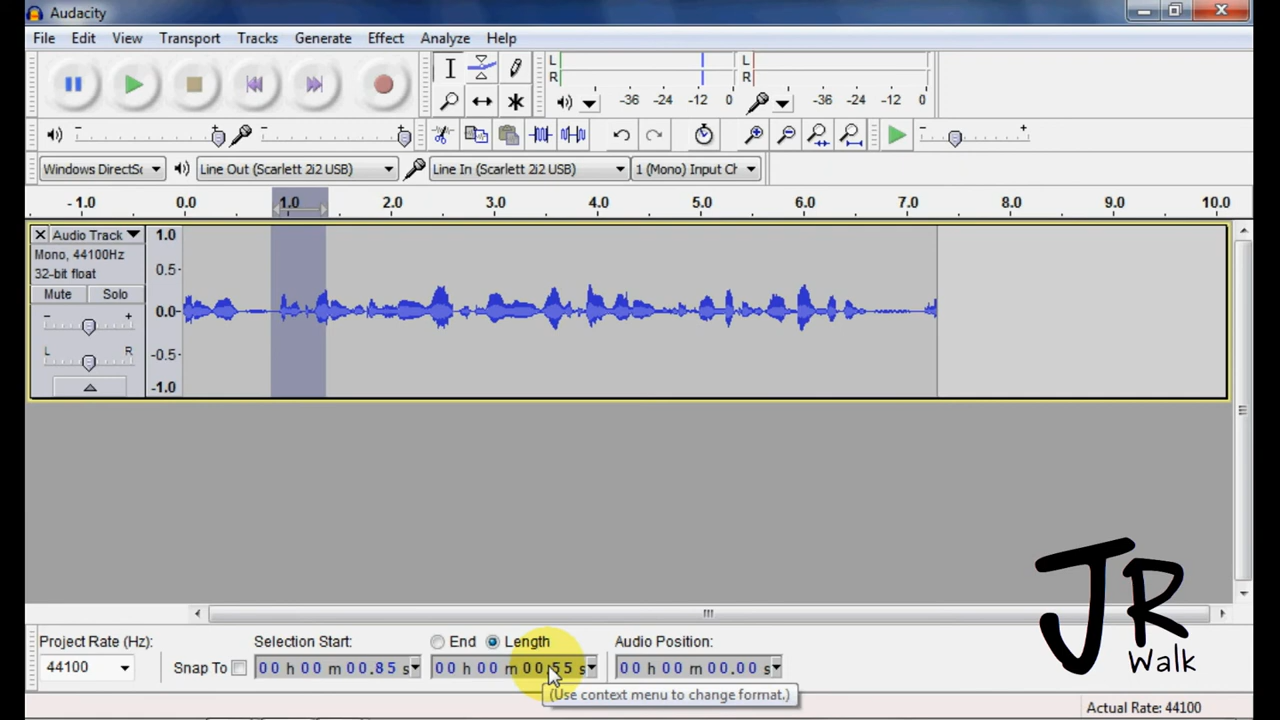 Audacity
File Edit View Transport Tracks Generate Effect Analyze Help
L
R
-36 -24 -12 0
L
R
-36 -24 -12 0
Windows DirectSo
Line Out (Scarlett 2i2 USB)
Line In (Scarlett 2i2 USB)
1 (Mono) Input Ch
-1.0 0.0 1.0 2.0 3.0 4.0 5.0 6.0 7.0 8.0 9.0 10.0
Audio Track
Mono, 44100Hz
32-bit float
Mute Solo
- +
L R
1.0
0.5
0.0
-0.5
-1.0
Project Rate (Hz):
44100
Snap To
Selection Start:
00 h 00 m 00.85 s
End Length
00 h 00 m 00.55 s
Audio Position:
00 h 00 m 00.00 s
(Use context menu to change format.)
Actual Rate: 44100
JR
Walk